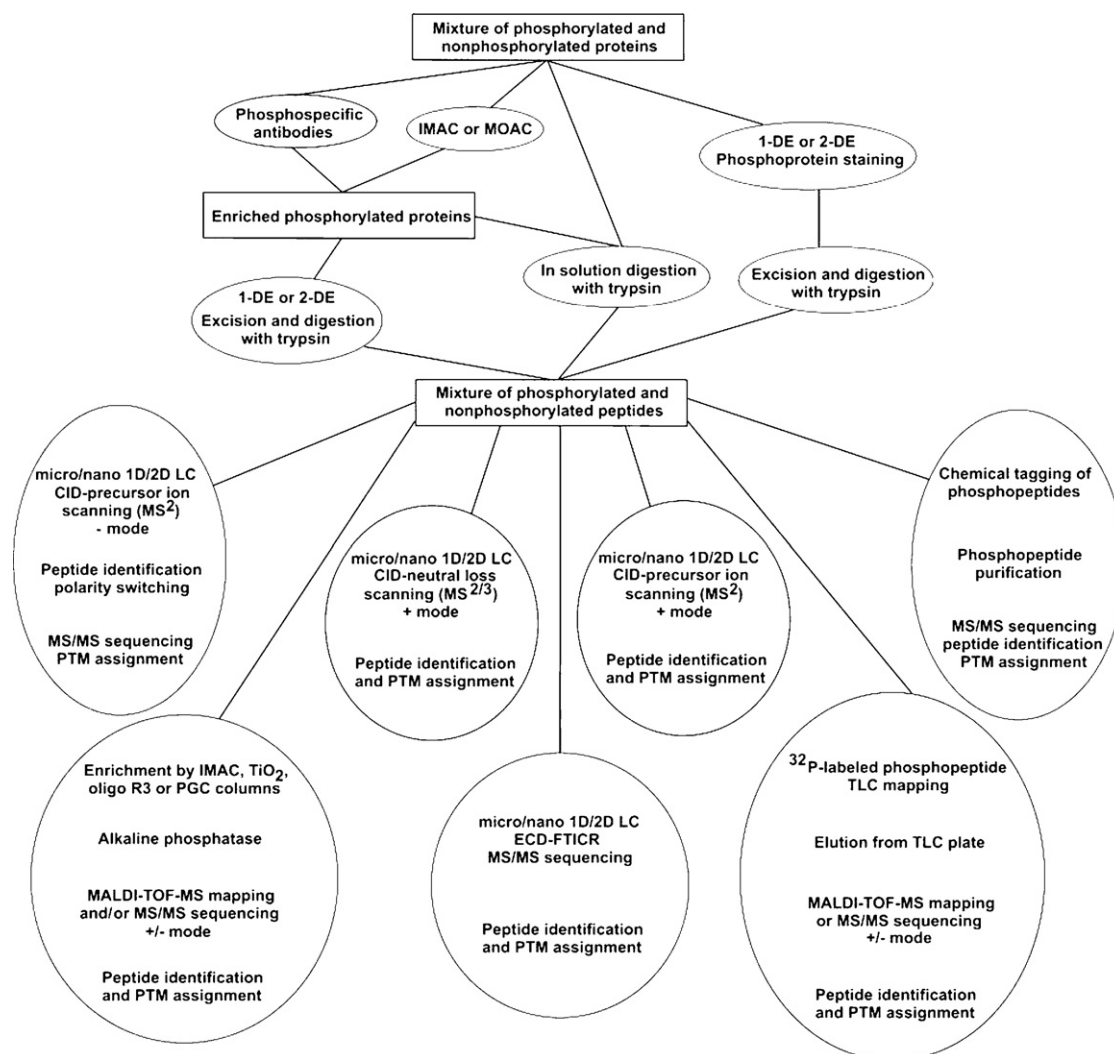 Mixture of phosphorylated and
nonphosphorylated proteins
Phosphospecific
antibodies
IMAC or MOAC
1-DE or 2-DE
Phosphoprotein staining
Enriched phosphorylated proteins
In solution digestion
with trypsin
Excision and digestion
with trypsin
1-DE or 2-DE
Excision and digestion
with trypsin
Mixture of phosphorylated and
nonphosphorylated peptides
micro/nano 1D/2D LC
CID-precursor ion
scanning (MS²)
- mode
Peptide identification
polarity switching
MS/MS sequencing
PTM assignment
micro/nano 1D/2D LC
CID-neutral loss
scanning (MS²/³)
+ mode
Peptide identification
and PTM assignment
micro/nano 1D/2D LC
CID-precursor ion
scanning (MS²)
+ mode
Peptide identification
and PTM assignment
Chemical tagging of
phosphopeptides
Phosphopeptide
purification
MS/MS sequencing
peptide identification
PTM assignment
Enrichment by IMAC, TiO₂,
oligo R3 or PGC columns
Alkaline phosphatase
MALDI-TOF-MS mapping
and/or MS/MS sequencing
+/- mode
Peptide identification
and PTM assignment
micro/nano 1D/2D LC
ECD-FTICR
MS/MS sequencing
Peptide identification
and PTM assignment
³²P-labeled phosphopeptide
TLC mapping
Elution from TLC plate
MALDI-TOF-MS mapping
or MS/MS sequencing
+/- mode
Peptide identification
and PTM assignment